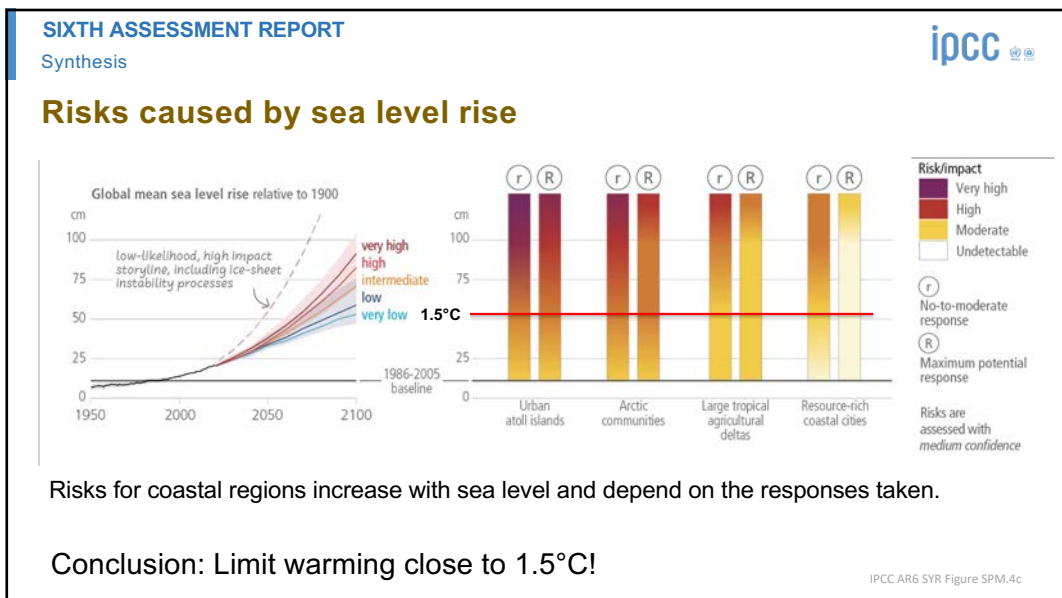 SIXTH ASSESSMENT REPORT
Synthesis
ipcc
Risks caused by sea level rise
Global mean sea level rise relative to 1900
cm
100
75
50
25
0
low-likelihood, high impact
storyline, including ice-sheet
instability processes
very high
high
intermediate
low
very low
1950
2000
2050
2100
1986-2005
baseline
1.5°C
cm
100
75
25
0
r R
r R
r R
r R
Urban
atoll islands
Arctic
communities
Large tropical
agricultural
deltas
Resource-rich
coastal cities
Risk/impact
Very high
High
Moderate
Undetectable
r
No-to-moderate
response
R
Maximum potential
response
Risks are
assessed with
medium confidence
Risks for coastal regions increase with sea level and depend on the responses taken.
Conclusion: Limit warming close to 1.5°C!
IPCC AR6 SYR Figure SPM.4c